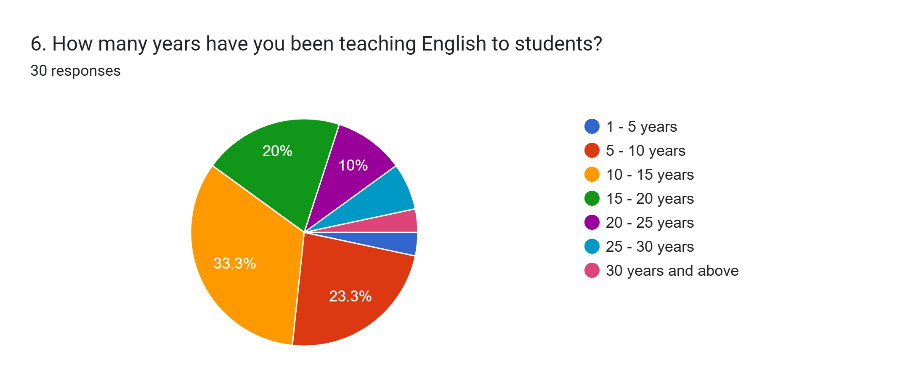 6. How many years have you been teaching English to students?
30 responses
20%
10%
33.3%
23.3%
1 - 5 years
5 - 10 years
10 - 15 years
15 - 20 years
20 - 25 years
25 - 30 years
30 years and above